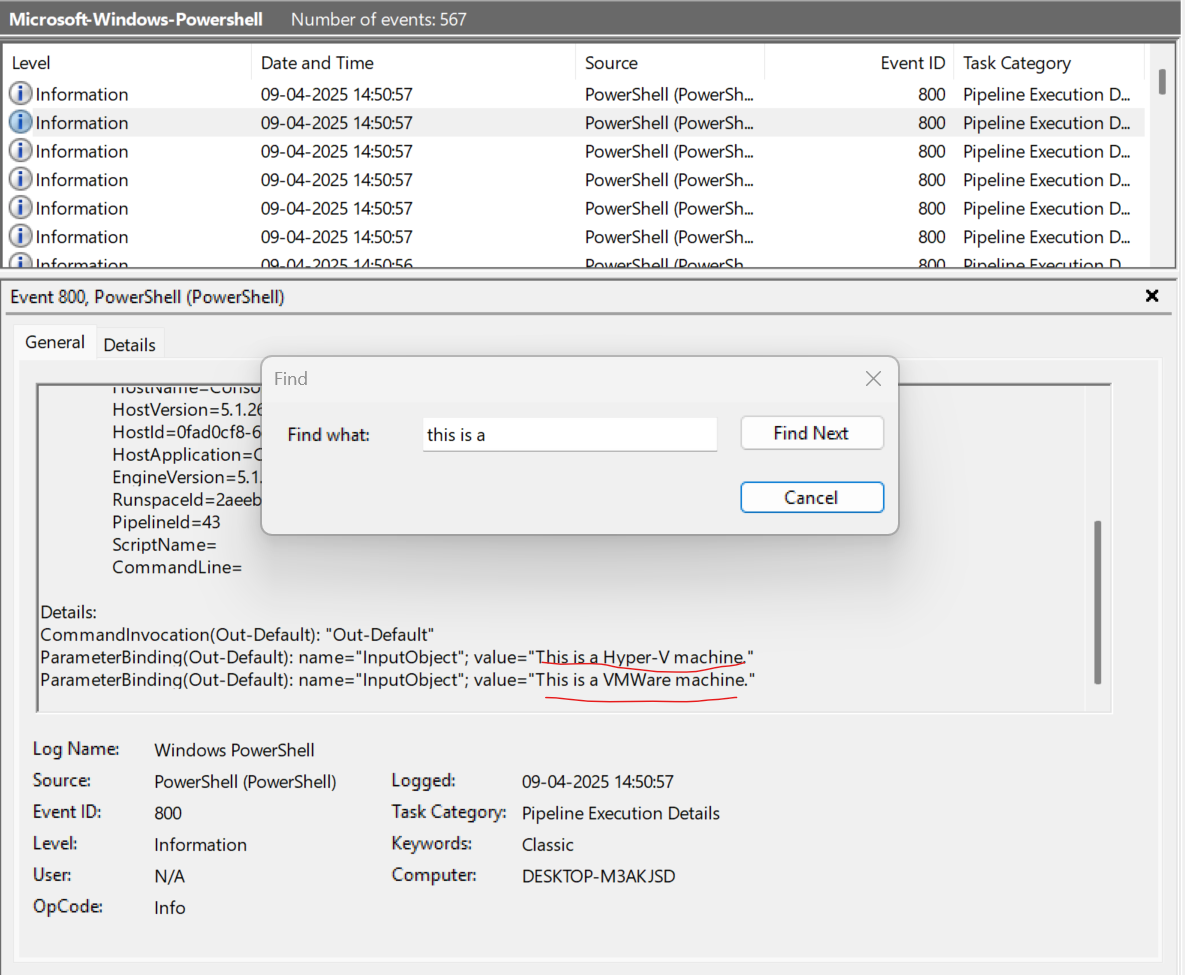 Microsoft-Windows-Powershell Number of events: 567
Level Date and Time Source Event ID Task Category
Information 09-04-2025 14:50:57 PowerShell (PowerSh... 800 Pipeline Execution D...
Information 09-04-2025 14:50:57 PowerShell (PowerSh... 800 Pipeline Execution D...
Information 09-04-2025 14:50:57 PowerShell (PowerSh... 800 Pipeline Execution D...
Information 09-04-2025 14:50:57 PowerShell (PowerSh... 800 Pipeline Execution D...
Information 09-04-2025 14:50:57 PowerShell (PowerSh... 800 Pipeline Execution D...
Information 09-04-2025 14:50:57 PowerShell (PowerSh... 800 Pipeline Execution D...
Information 09-04-2025 14:50:56 PowerShell (PowerSh 800 Pipeline Execution D...
Event 800, PowerShell (PowerShell)
General Details
Find
HostName=Conso
HostVersion=5.1.26
Find what: this is a Find Next
HostId=0fad0cf8-6
HostApplication=C
EngineVersion=5.1.
RunspaceId=2aeeb
Cancel
PipelineId=43
ScriptName=
CommandLine=
Details:
CommandInvocation(Out-Default): "Out-Default"
ParameterBinding(Out-Default): name="InputObject"; value="This is a Hyper-V machine."
ParameterBinding(Out-Default): name="InputObject"; value="This is a VMWare machine."
Log Name: Windows PowerShell
Source: PowerShell (PowerShell) Logged: 09-04-2025 14:50:57
Event ID: 800 Task Category: Pipeline Execution Details
Level: Information Keywords: Classic
User: N/A Computer: DESKTOP-M3AKJSD
OpCode: Info